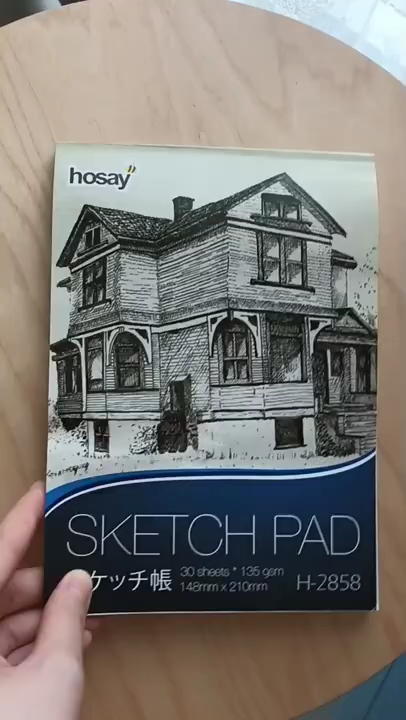 hosay
SKETCH PAD
ケッチ帳
30 sheets * 135 gsm
148mm x 210mm
H-2858